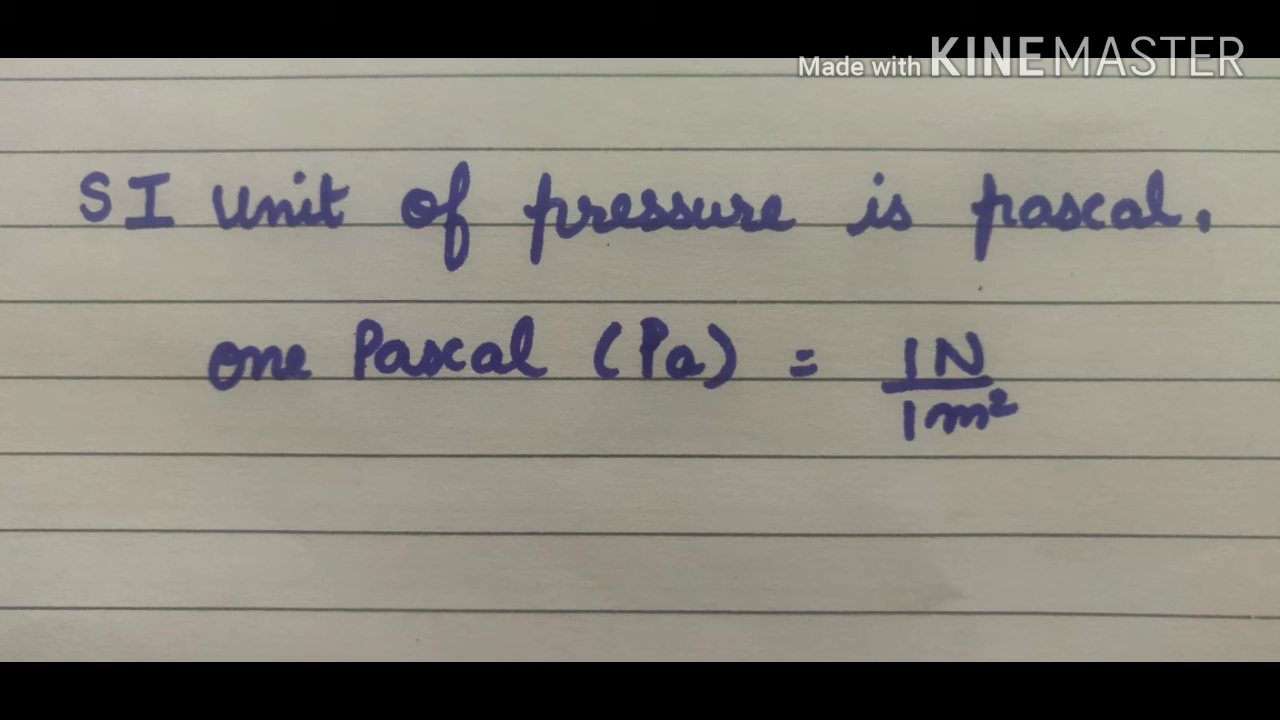 Made with KINEMASTER
SI Unit of pressure is pascal.
one Pascal (Pa) = 1N/1m²